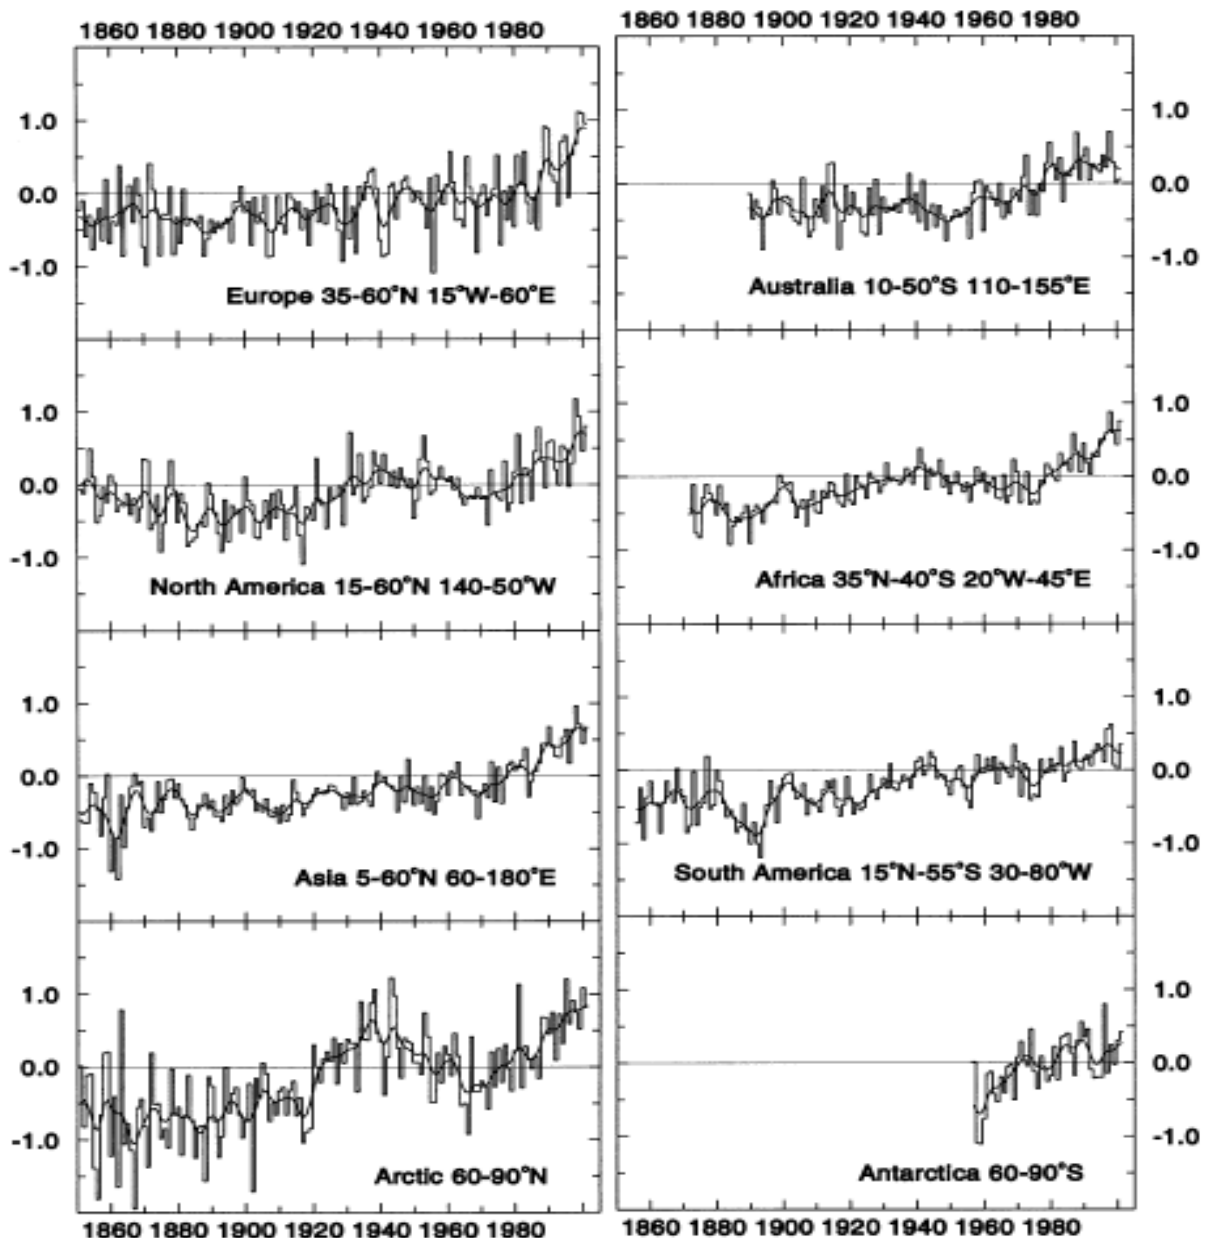 1860 1880 1900 1920 1940 1960 1980
1.0
0.0
-1.0
Europe 35-60°N 15°W-60°E
1.0
0.0
-1.0
North America 15-60°N 140-50°W
1.0
0.0
-1.0
Asia 5-60°N 60-180°E
1.0
0.0
-1.0
Arctic 60-90°N
1860 1880 1900 1920 1940 1960 1980
1860 1880 1900 1920 1940 1960 1980
1.0
0.0
-1.0
Australia 10-50°S 110-155°E
1.0
0.0
-1.0
Africa 35°N-40°S 20°W-45°E
1.0
0.0
-1.0
South America 15°N-55°S 30-80°W
1.0
0.0
-1.0
Antarctica 60-90°S
1860 1880 1900 1920 1940 1960 1980